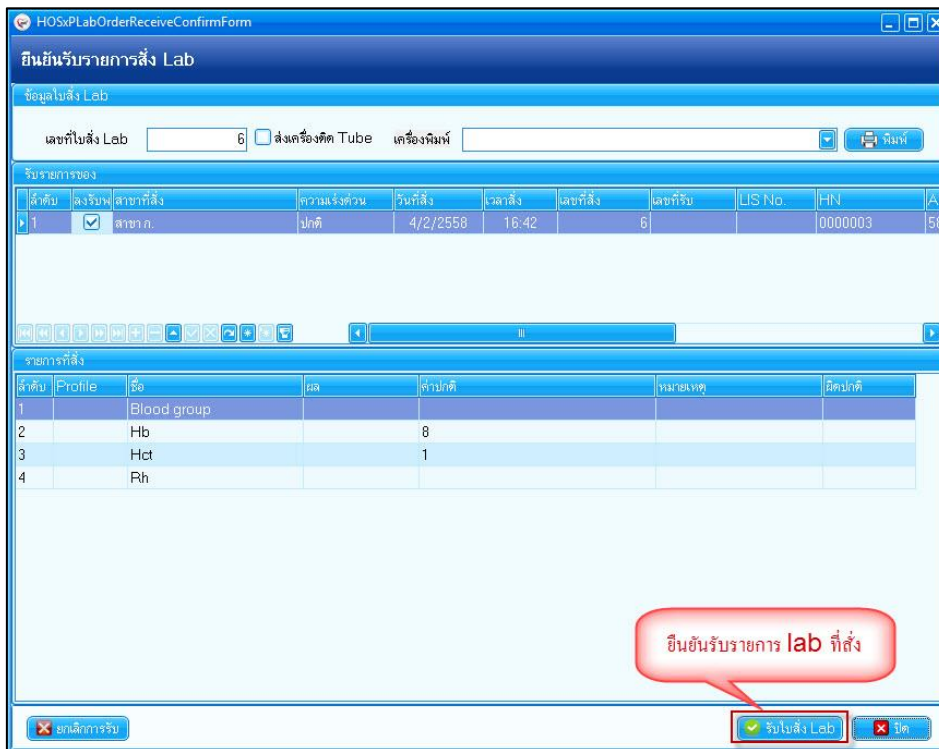 HOSxPLabOrderReceiveConfirmForm
ยืนยันรับรายการสั่ง Lab
ข้อมูลใบสั่ง Lab
เลขที่ใบสั่ง Lab 6 ส่งเครื่องติด Tube เครื่องพิมพ์ พิมพ์
รับรายการของ
ลำดับ ลงรับผ สาขาที่สั่ง ความเร่งด่วน วันที่สั่ง เวลาสั่ง เลขที่สั่ง เลขที่รับ LIS No. HN A
1 สาขา ก. ปกติ 4/2/2558 16:42 6 0000003 58
รายการที่สั่ง
ลำดับ Profile ชื่อ ผล ค่าปกติ หมายเหตุ ผิดปกติ
1 Blood group
2 Hb 8
3 Hct 1
4 Rh
ยืนยันรับรายการ lab ที่สั่ง
ยกเลิกการรับ รับใบสั่ง Lab ปิด